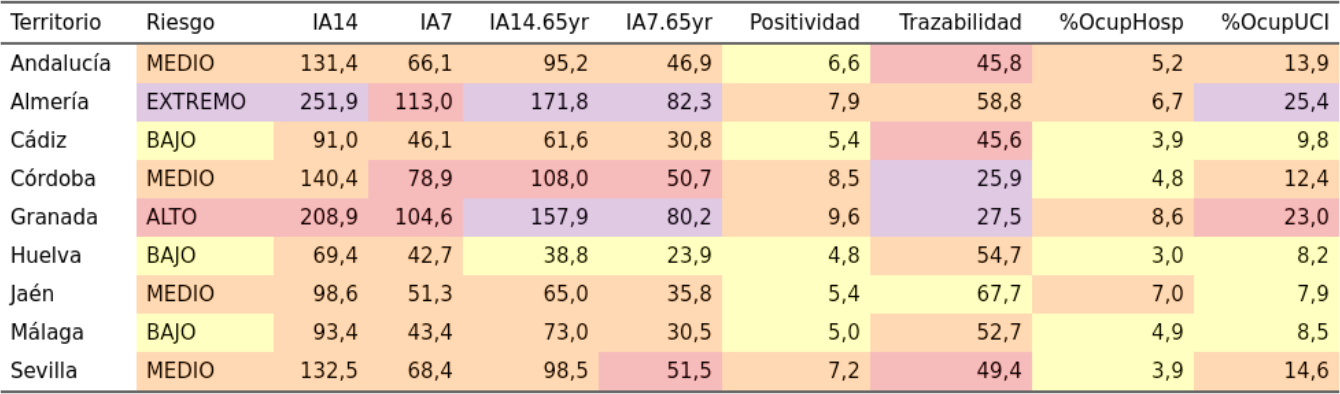 Territorio Riesgo IA14 IA7 IA14.65yr IA7.65yr Positividad Trazabilidad %OcupHosp %OcupUCI
Andalucía MEDIO 131,4 66,1 95,2 46,9 6,6 45,8 5,2 13,9
Almería EXTREMO 251,9 113,0 171,8 82,3 7,9 58,8 6,7 25,4
Cádiz BAJO 91,0 46,1 61,6 30,8 5,4 45,6 3,9 9,8
Córdoba MEDIO 140,4 78,9 108,0 50,7 8,5 25,9 4,8 12,4
Granada ALTO 208,9 104,6 157,9 80,2 9,6 27,5 8,6 23,0
Huelva BAJO 69,4 42,7 38,8 23,9 4,8 54,7 3,0 8,2
Jaén MEDIO 98,6 51,3 65,0 35,8 5,4 67,7 7,0 7,9
Málaga BAJO 93,4 43,4 73,0 30,5 5,0 52,7 4,9 8,5
Sevilla MEDIO 132,5 68,4 98,5 51,5 7,2 49,4 3,9 14,6